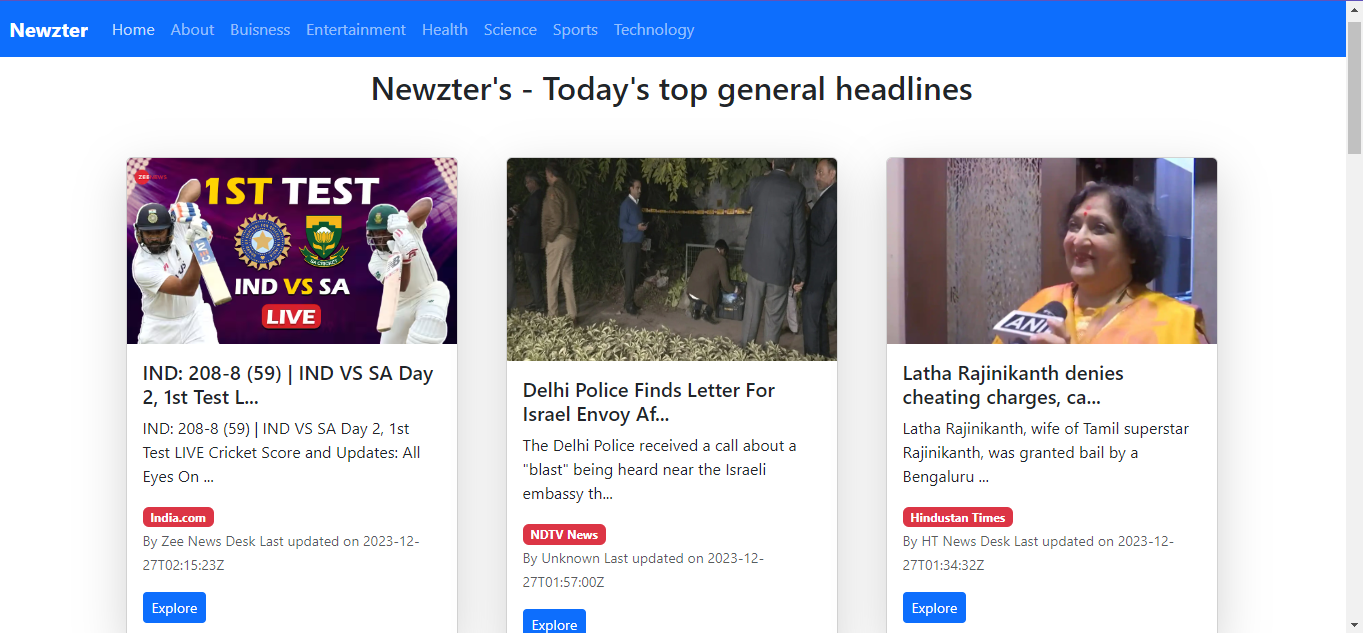 Newzter Home About Buisness Entertainment Health Science Sports Technology
Newzter's - Today's top general headlines
ZEE NEWS
1ST TEST
IND VS SA
LIVE
IND: 208-8 (59) | IND VS SA Day
2, 1st Test L...
IND: 208-8 (59) | IND VS SA Day 2, 1st
Test LIVE Cricket Score and Updates: All
Eyes On ...
India.com
By Zee News Desk Last updated on 2023-12-
27T02:15:23Z
Explore
Delhi Police Finds Letter For
Israel Envoy Af...
The Delhi Police received a call about a
"blast" being heard near the Israeli
embassy th...
NDTV News
By Unknown Last updated on 2023-12-
27T01:57:00Z
Explore
ANI
Latha Rajinikanth denies
cheating charges, ca...
Latha Rajinikanth, wife of Tamil superstar
Rajinikanth, was granted bail by a
Bengaluru ...
Hindustan Times
By HT News Desk Last updated on 2023-12-
27T01:34:32Z
Explore